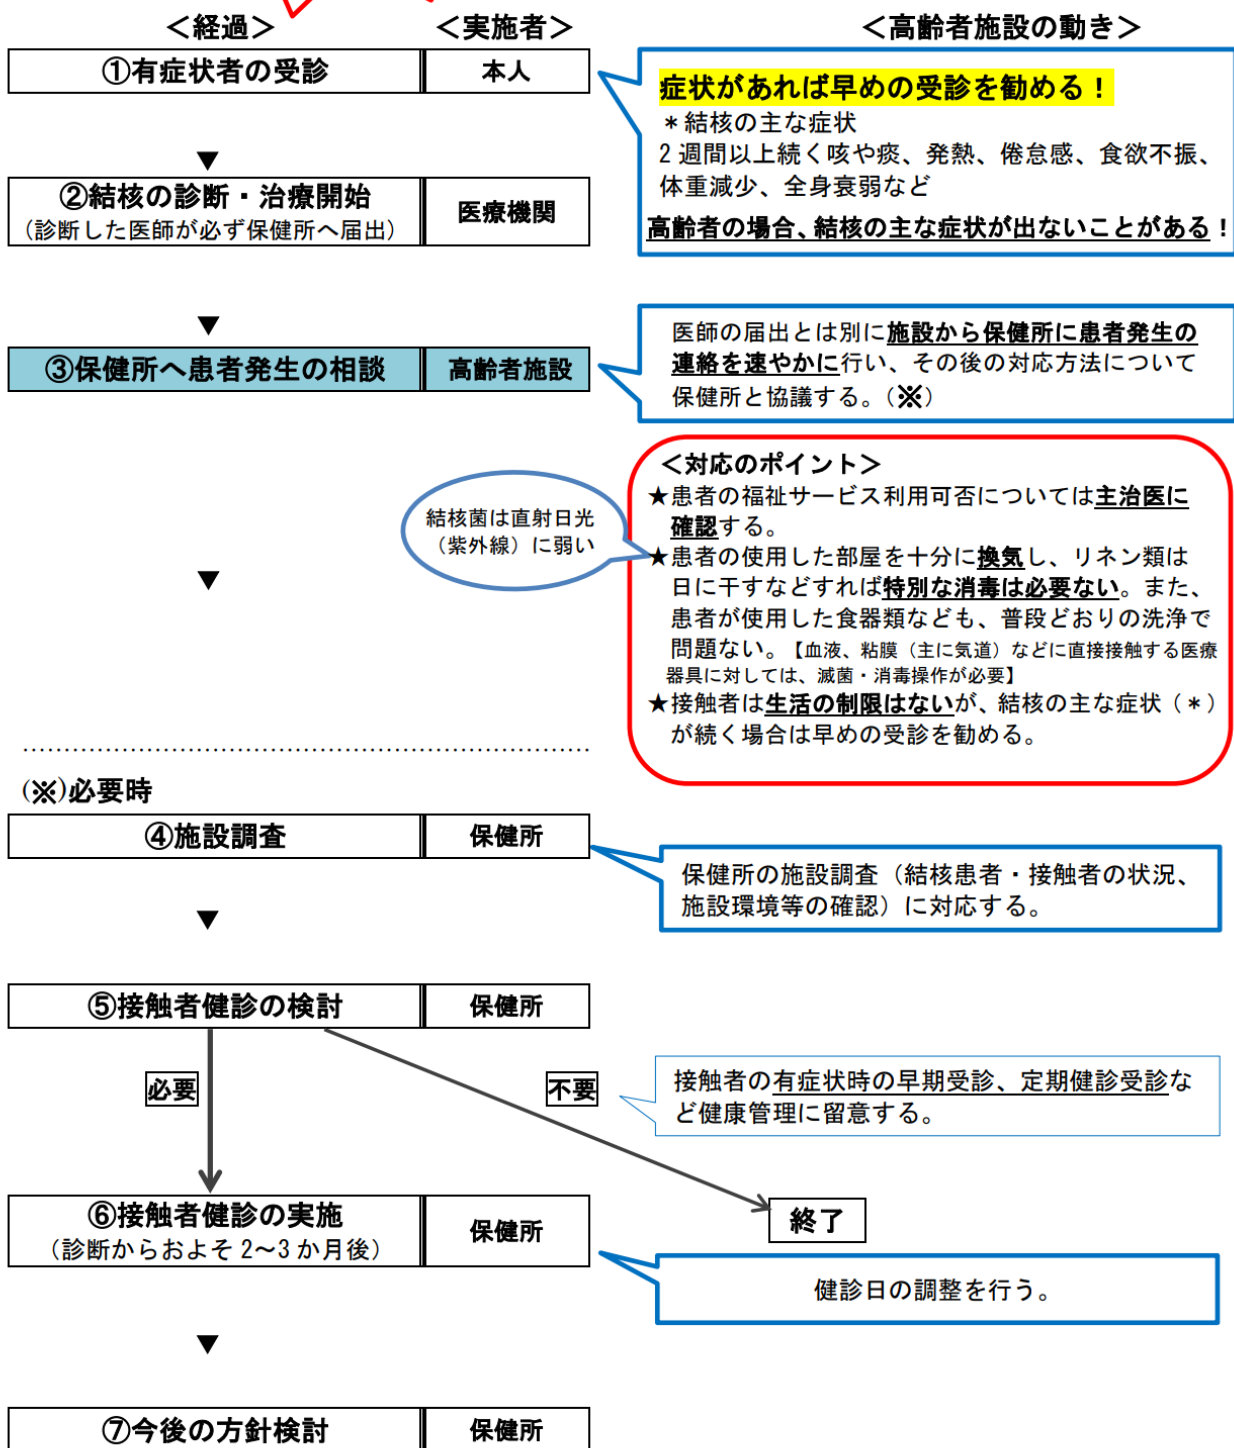 ＜経過＞ ＜実施者＞ ＜高齢者施設の動き＞
①有症状者の受診 本人
症状があれば早めの受診を勧める！
＊結核の主な症状
2週間以上続く咳や痰、発熱、倦怠感、食欲不振、
体重減少、全身衰弱など
高齢者の場合、結核の主な症状が出ないことがある！
▼
②結核の診断・治療開始 医療機関
（診断した医師が必ず保健所へ届出）
▼
③保健所へ患者発生の相談 高齢者施設
医師の届出とは別に施設から保健所に患者発生の
連絡を速やかに行い、その後の対応方法について
保健所と協議する。（※）
＜対応のポイント＞
★患者の福祉サービス利用可否については主治医に
確認する。
★患者の使用した部屋を十分に換気し、リネン類は
日に干すなどすれば特別な消毒は必要ない。また、
患者が使用した食器類なども、普段どおりの洗浄で
問題ない。【血液、粘膜（主に気道）などに直接接触する医療
器具に対しては、滅菌・消毒操作が必要】
★接触者は生活の制限はないが、結核の主な症状（＊）
が続く場合は早めの受診を勧める。
結核菌は直射日光
（紫外線）に弱い
▼
(※)必要時
④施設調査 保健所
保健所の施設調査（結核患者・接触者の状況、
施設環境等の確認）に対応する。
▼
⑤接触者健診の検討 保健所
必要
不要
接触者の有症状時の早期受診、定期健診受診な
ど健康管理に留意する。
⑥接触者健診の実施 保健所
（診断からおよそ2～3か月後）
終了
健診日の調整を行う。
▼
⑦今後の方針検討 保健所